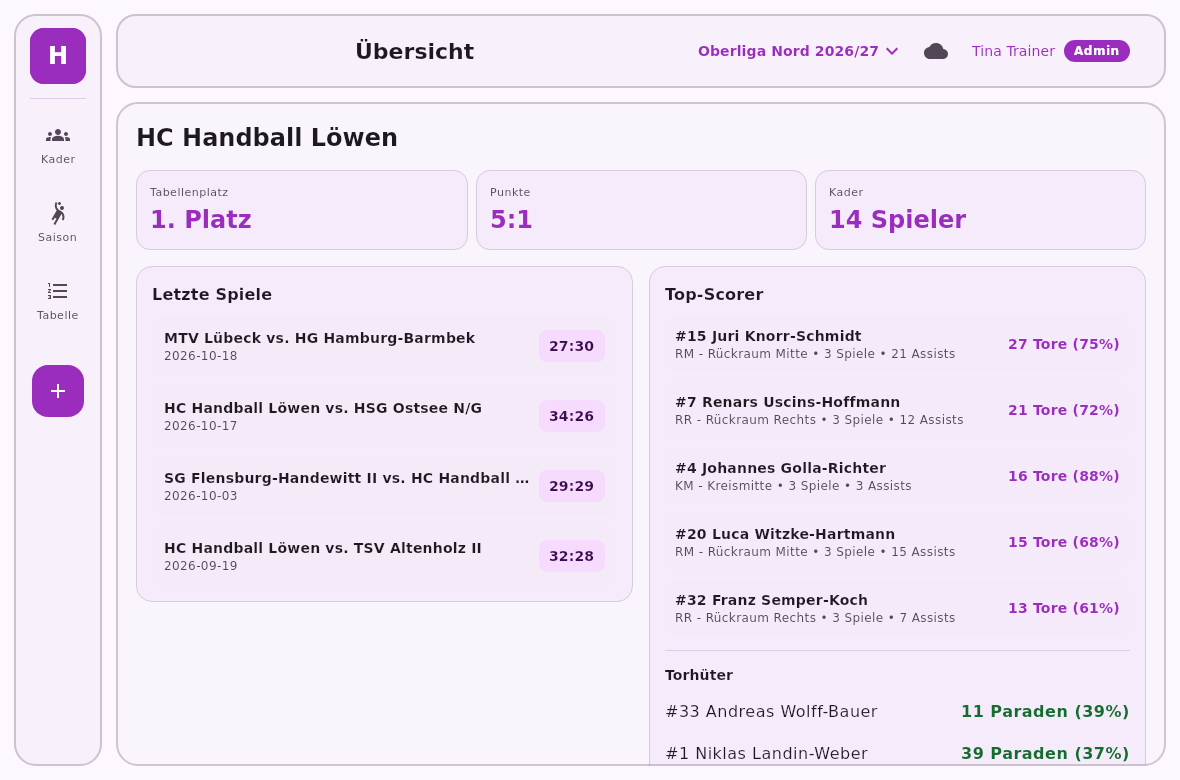 H
Kader
Saison
Tabelle
+
Übersicht
Oberliga Nord 2026/27
Tina Trainer Admin
HC Handball Löwen
Tabellenplatz
1. Platz
Punkte
5:1
Kader
14 Spieler
Letzte Spiele
MTV Lübeck vs. HG Hamburg-Barmbek
2026-10-18
27:30
HC Handball Löwen vs. HSG Ostsee N/G
2026-10-17
34:26
SG Flensburg-Handewitt II vs. HC Handball ...
2026-10-03
29:29
HC Handball Löwen vs. TSV Altenholz II
2026-09-19
32:28
Top-Scorer
#15 Juri Knorr-Schmidt
RM - Rückraum Mitte • 3 Spiele • 21 Assists
27 Tore (75%)
#7 Renars Uscins-Hoffmann
RR - Rückraum Rechts • 3 Spiele • 12 Assists
21 Tore (72%)
#4 Johannes Golla-Richter
KM - Kreismitte • 3 Spiele • 3 Assists
16 Tore (88%)
#20 Luca Witzke-Hartmann
RM - Rückraum Mitte • 3 Spiele • 15 Assists
15 Tore (68%)
#32 Franz Semper-Koch
RR - Rückraum Rechts • 3 Spiele • 7 Assists
13 Tore (61%)
Torhüter
#33 Andreas Wolff-Bauer
11 Paraden (39%)
#1 Niklas Landin-Weber
39 Paraden (37%)